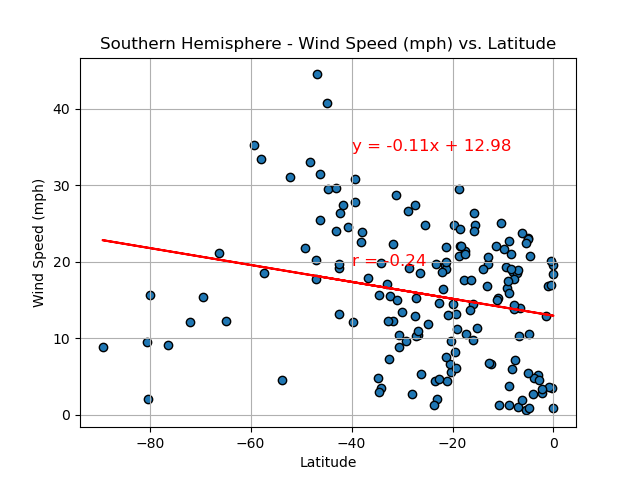 Southern Hemisphere - Wind Speed (mph) vs. Latitude
40
30
20
10
0
Wind Speed (mph)
y = -0.11x + 12.98
r = -0.24
−80
−60
−40
−20
0
Latitude